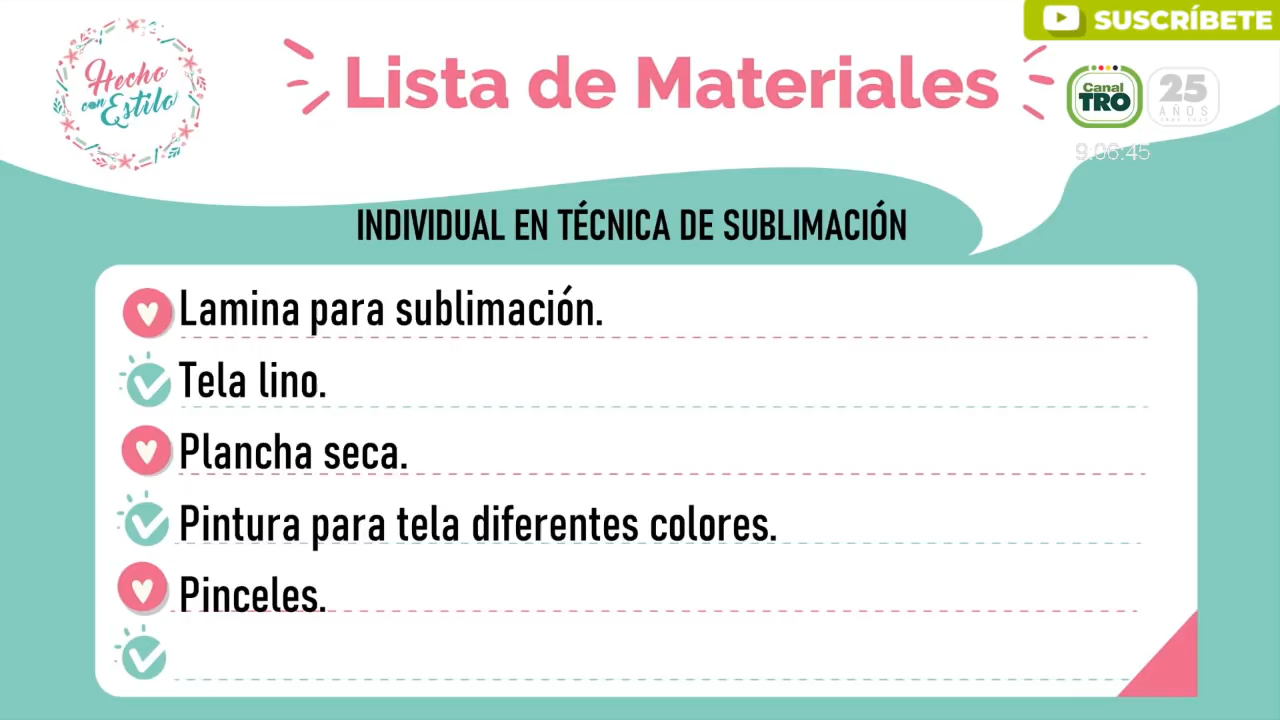 SUSCRÍBETE
Hecho
con
Estilo
Lista de Materiales
Canal
TRO
25
AÑOS
9:06:45
INDIVIDUAL EN TÉCNICA DE SUBLIMACIÓN
Lamina para sublimación.
Tela lino.
Plancha seca.
Pintura para tela diferentes colores.
Pinceles.